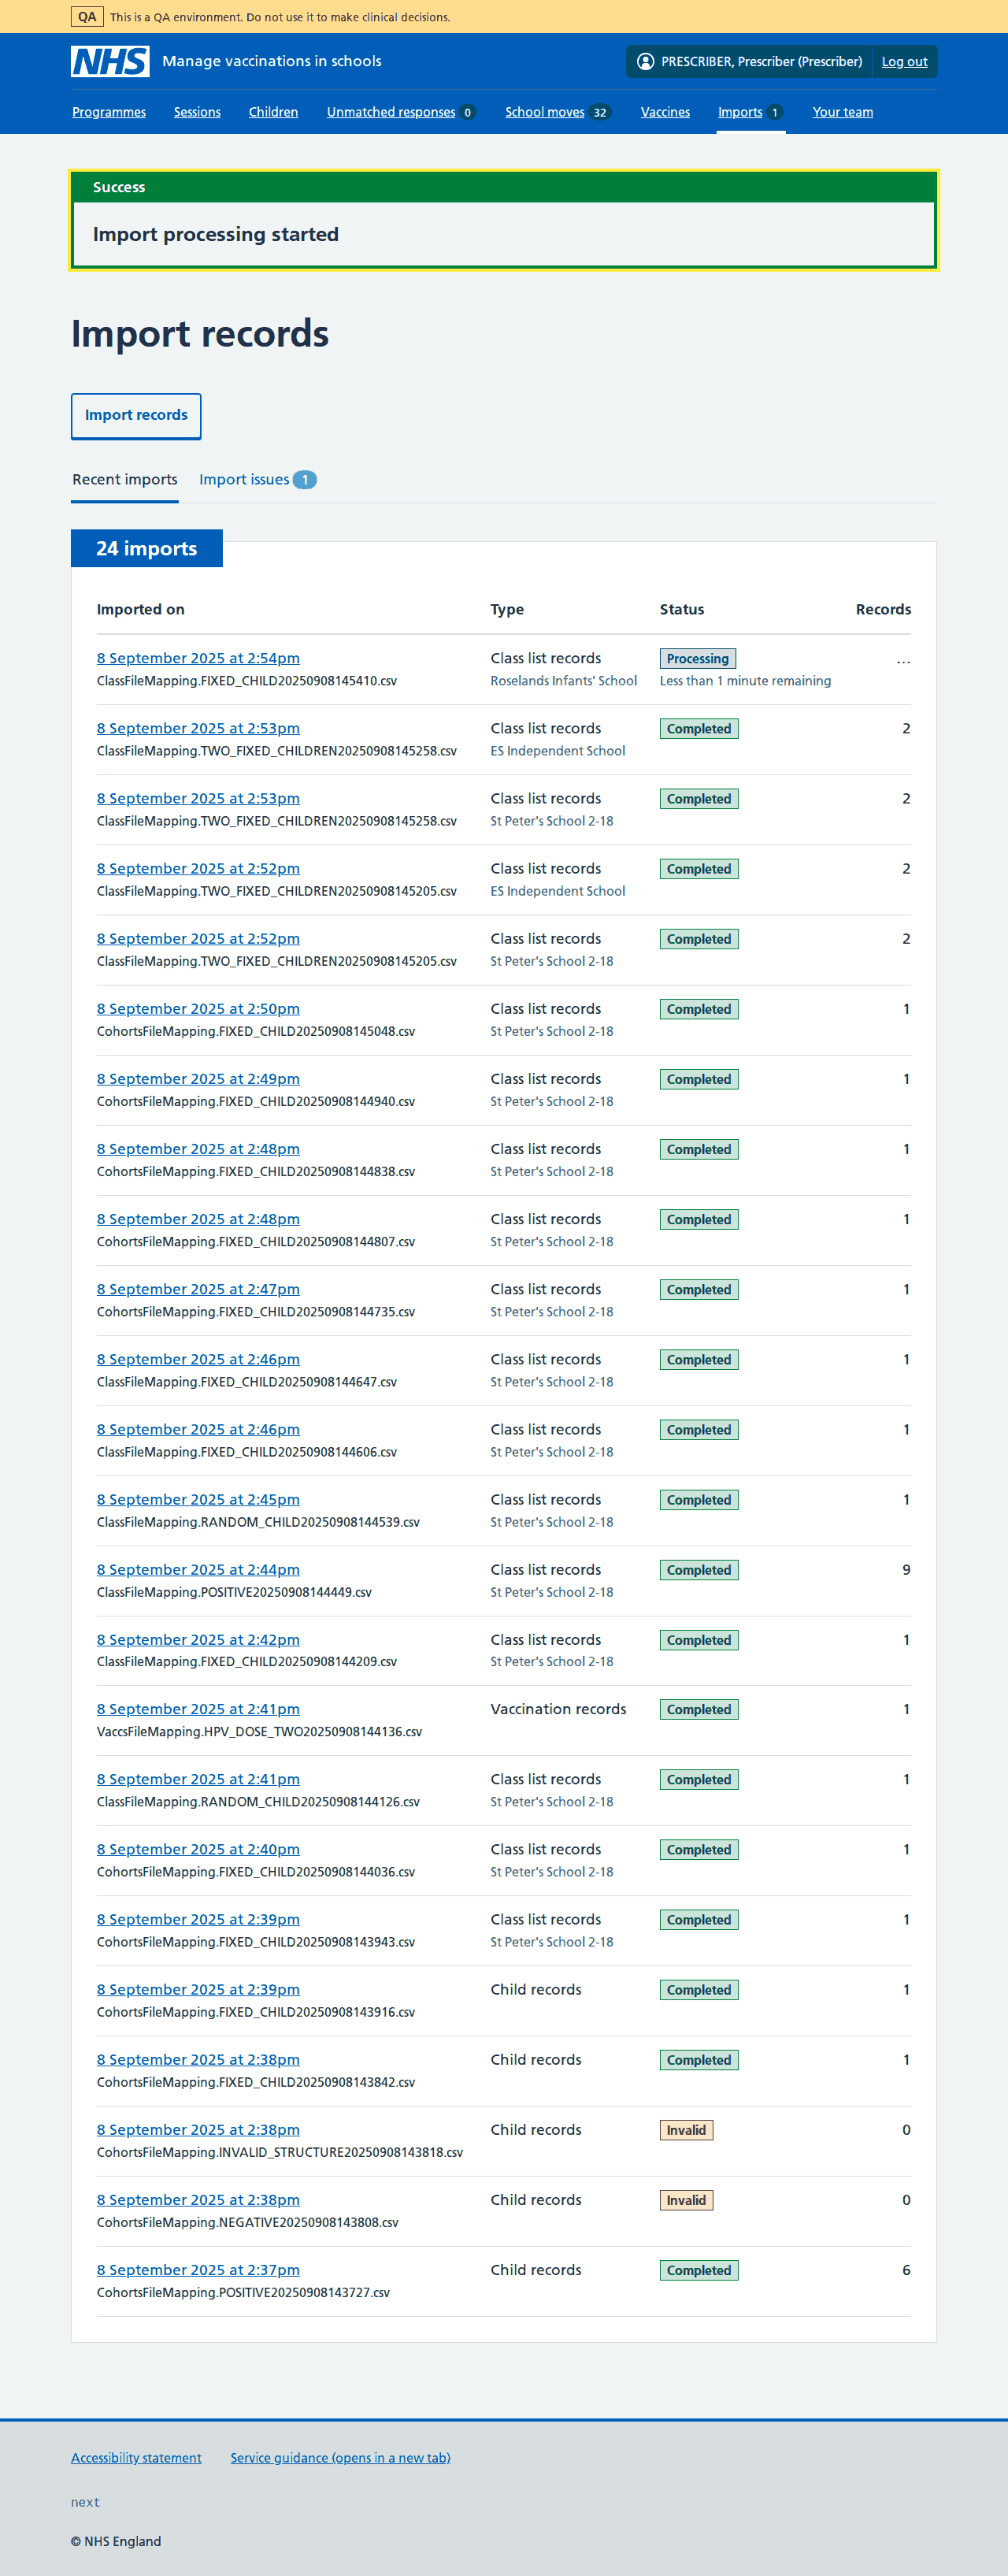 QA This is a QA environment. Do not use it to make clinical decisions.
NHS Manage vaccinations in schools PRESCRIBER, Prescriber (Prescriber) Log out
Programmes Sessions Children Unmatched responses 0 School moves 32 Vaccines Imports 1 Your team
Success
Import processing started
Import records
Import records
Recent imports Import issues 1
24 imports
Imported on Type Status Records
8 September 2025 at 2:54pm Class list records Processing ...
ClassFileMapping.FIXED_CHILD20250908145410.csv Roselands Infants' School Less than 1 minute remaining
8 September 2025 at 2:53pm Class list records Completed 2
ClassFileMapping.TWO_FIXED_CHILDREN20250908145258.csv ES Independent School
8 September 2025 at 2:53pm Class list records Completed 2
ClassFileMapping.TWO_FIXED_CHILDREN20250908145258.csv St Peter's School 2-18
8 September 2025 at 2:52pm Class list records Completed 2
ClassFileMapping.TWO_FIXED_CHILDREN20250908145205.csv ES Independent School
8 September 2025 at 2:52pm Class list records Completed 2
ClassFileMapping.TWO_FIXED_CHILDREN20250908145205.csv St Peter's School 2-18
8 September 2025 at 2:50pm Class list records Completed 1
CohortsFileMapping.FIXED_CHILD20250908145048.csv St Peter's School 2-18
8 September 2025 at 2:49pm Class list records Completed 1
CohortsFileMapping.FIXED_CHILD20250908144940.csv St Peter's School 2-18
8 September 2025 at 2:48pm Class list records Completed 1
CohortsFileMapping.FIXED_CHILD20250908144838.csv St Peter's School 2-18
8 September 2025 at 2:48pm Class list records Completed 1
CohortsFileMapping.FIXED_CHILD20250908144807.csv St Peter's School 2-18
8 September 2025 at 2:47pm Class list records Completed 1
CohortsFileMapping.FIXED_CHILD20250908144735.csv St Peter's School 2-18
8 September 2025 at 2:46pm Class list records Completed 1
ClassFileMapping.FIXED_CHILD20250908144647.csv St Peter's School 2-18
8 September 2025 at 2:46pm Class list records Completed 1
ClassFileMapping.FIXED_CHILD20250908144606.csv St Peter's School 2-18
8 September 2025 at 2:45pm Class list records Completed 1
ClassFileMapping.RANDOM_CHILD20250908144539.csv St Peter's School 2-18
8 September 2025 at 2:44pm Class list records Completed 9
ClassFileMapping.POSITIVE20250908144449.csv St Peter's School 2-18
8 September 2025 at 2:42pm Class list records Completed 1
ClassFileMapping.FIXED_CHILD20250908144209.csv St Peter's School 2-18
8 September 2025 at 2:41pm Vaccination records Completed 1
VaccsFileMapping.HPV_DOSE_TWO20250908144136.csv
8 September 2025 at 2:41pm Class list records Completed 1
ClassFileMapping.RANDOM_CHILD20250908144126.csv St Peter's School 2-18
8 September 2025 at 2:40pm Class list records Completed 1
CohortsFileMapping.FIXED_CHILD20250908144036.csv St Peter's School 2-18
8 September 2025 at 2:39pm Class list records Completed 1
CohortsFileMapping.FIXED_CHILD20250908143943.csv St Peter's School 2-18
8 September 2025 at 2:39pm Child records Completed 1
CohortsFileMapping.FIXED_CHILD20250908143916.csv
8 September 2025 at 2:38pm Child records Completed 1
CohortsFileMapping.FIXED_CHILD20250908143842.csv
8 September 2025 at 2:38pm Child records Invalid 0
CohortsFileMapping.INVALID_STRUCTURE20250908143818.csv
8 September 2025 at 2:38pm Child records Invalid 0
CohortsFileMapping.NEGATIVE20250908143808.csv
8 September 2025 at 2:37pm Child records Completed 6
CohortsFileMapping.POSITIVE20250908143727.csv
Accessibility statement Service guidance (opens in a new tab)
next
© NHS England